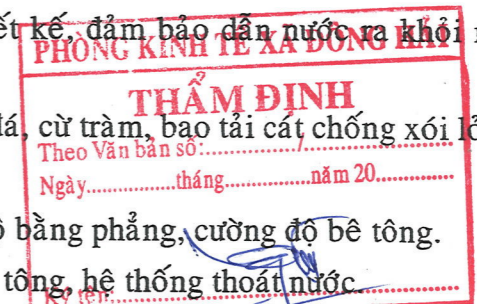 ết kế, đảm bảo dẫn nước ra khỏi
PHÒNG KINH TẾ XÃ ĐÔNG HẢI
THẨM ĐỊNH
đá, cừ tràm, bao tải cát chống xói lở
Theo Văn bản số:............../......................
Ngày..............tháng..............năm 20............
bằng phẳng, cường độ bê tông.
tông, hệ thống thoát nước.
Ký tên: